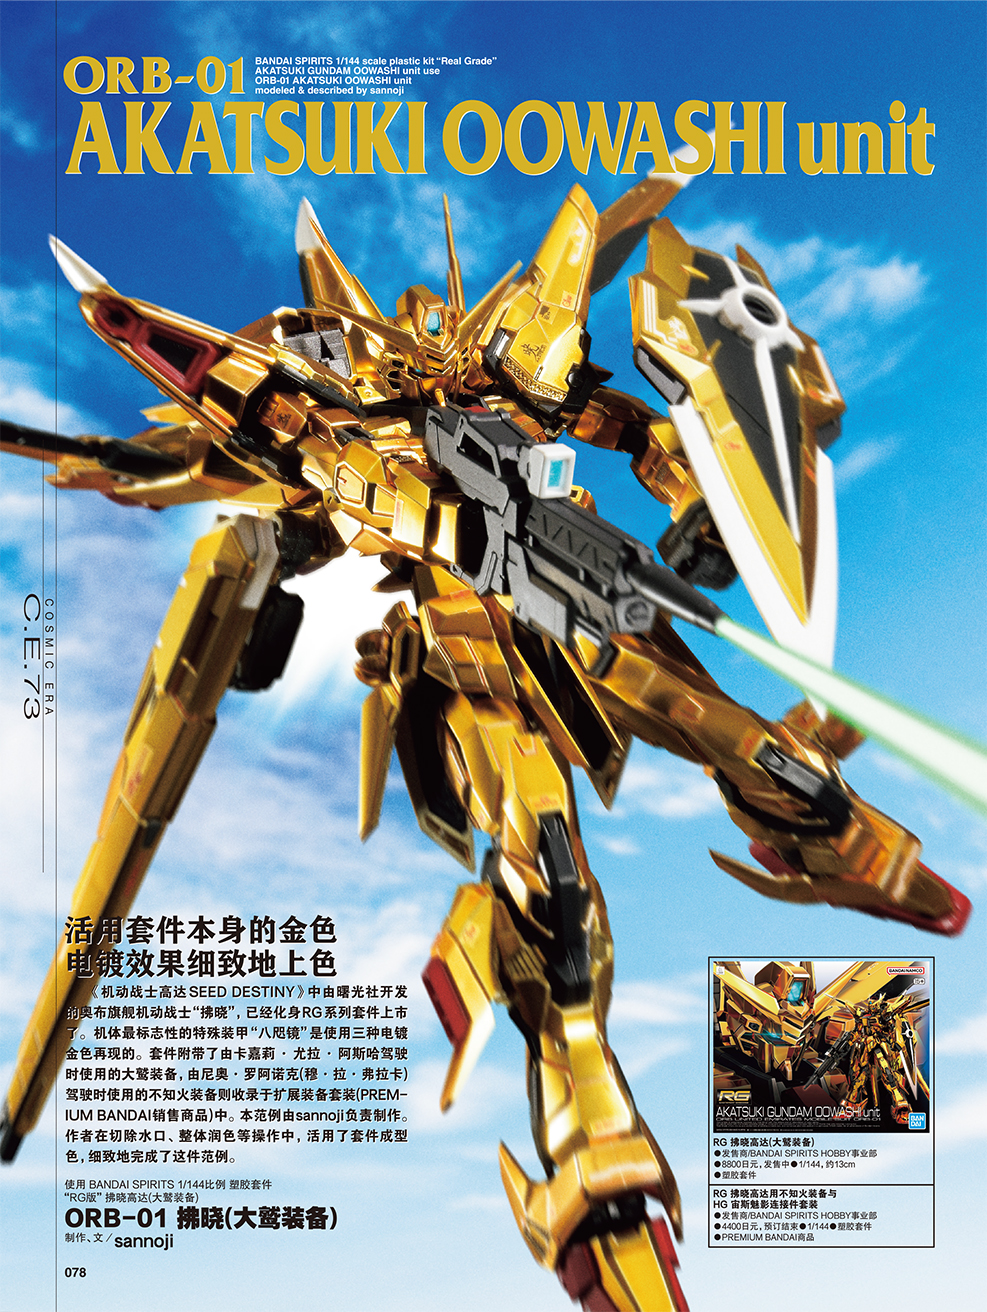 ORB-01
BANDAI SPIRITS 1/144 scale plastic kit “Real Grade”
AKATSUKI GUNDAM OOWASHI unit use
ORB-01 AKATSUKI OOWASHI unit
modeled & described by sannoji
AKATSUKI OOWASHI unit
COSMIC ERA
C.E.73
活用套件本身的金色
电镀效果细致地上色
《机动战士高达SEED DESTINY》中由曙光社开发
的奥布旗舰机动战士“拂晓”，已经化身RG系列套件上市
了。机体最标志性的特殊装甲“八咫镜”是使用三种电镀
金色再现的。套件附带了由卡嘉莉·尤拉·阿斯哈驾驶
时使用的大鹫装备，由尼奥·罗阿诺克(穆·拉·弗拉卡)
驾驶时使用的不知火装备则收录于扩展装备套装(PREM-
IUM BANDAI销售商品)中。本范例由sannoji负责制作。
作者在切除水口、整体润色等操作中，活用了套件成型
色，细致地完成了这件范例。
使用 BANDAI SPIRITS 1/144比例 塑胶套件
“RG版” 拂晓高达(大鹫装备)
ORB-01 拂晓(大鹫装备)
制作、文／sannoji
078
BANDAI NAMCO
RG
AKATSUKI GUNDAM OOWASHI unit
BAN
DAI
RG 拂晓高达(大鹫装备)
●发售商/BANDAI SPIRITS HOBBY事业部
●8800日元，发售中●1/144，约13cm
●塑胶套件
RG 拂晓高达用不知火装备与
HG 宙斯魅影连接件套装
●发售商/BANDAI SPIRITS HOBBY事业部
●4400日元，预订结束●1/144●塑胶套件
●PREMIUM BANDAI商品